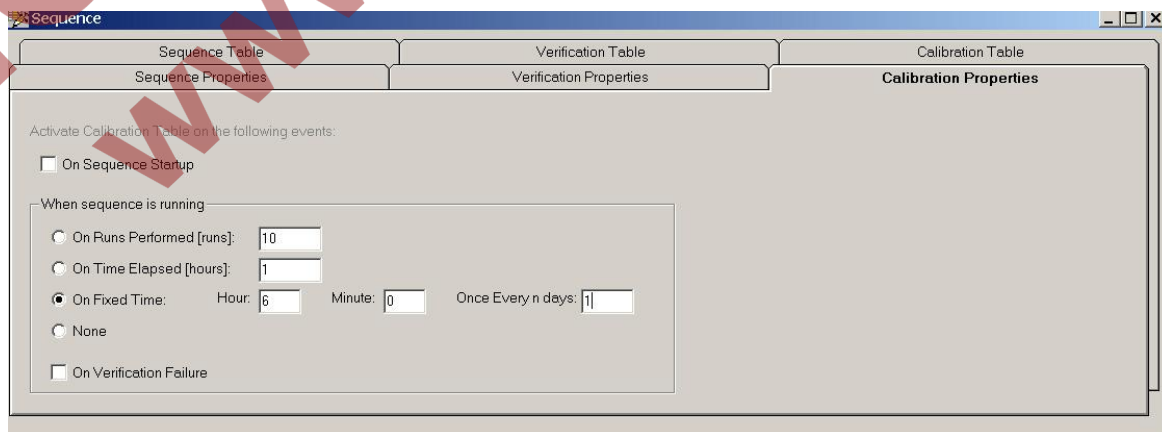 Sequence
Sequence Table Verification Table Calibration Table
Sequence Properties Verification Properties Calibration Properties
Activate Calibration Table on the following events:
On Sequence Startup
When sequence is running
On Runs Performed [runs]: 10
On Time Elapsed [hours]: 1
On Fixed Time: Hour: 6 Minute: 0 Once Every n days: 1
None
On Verification Failure